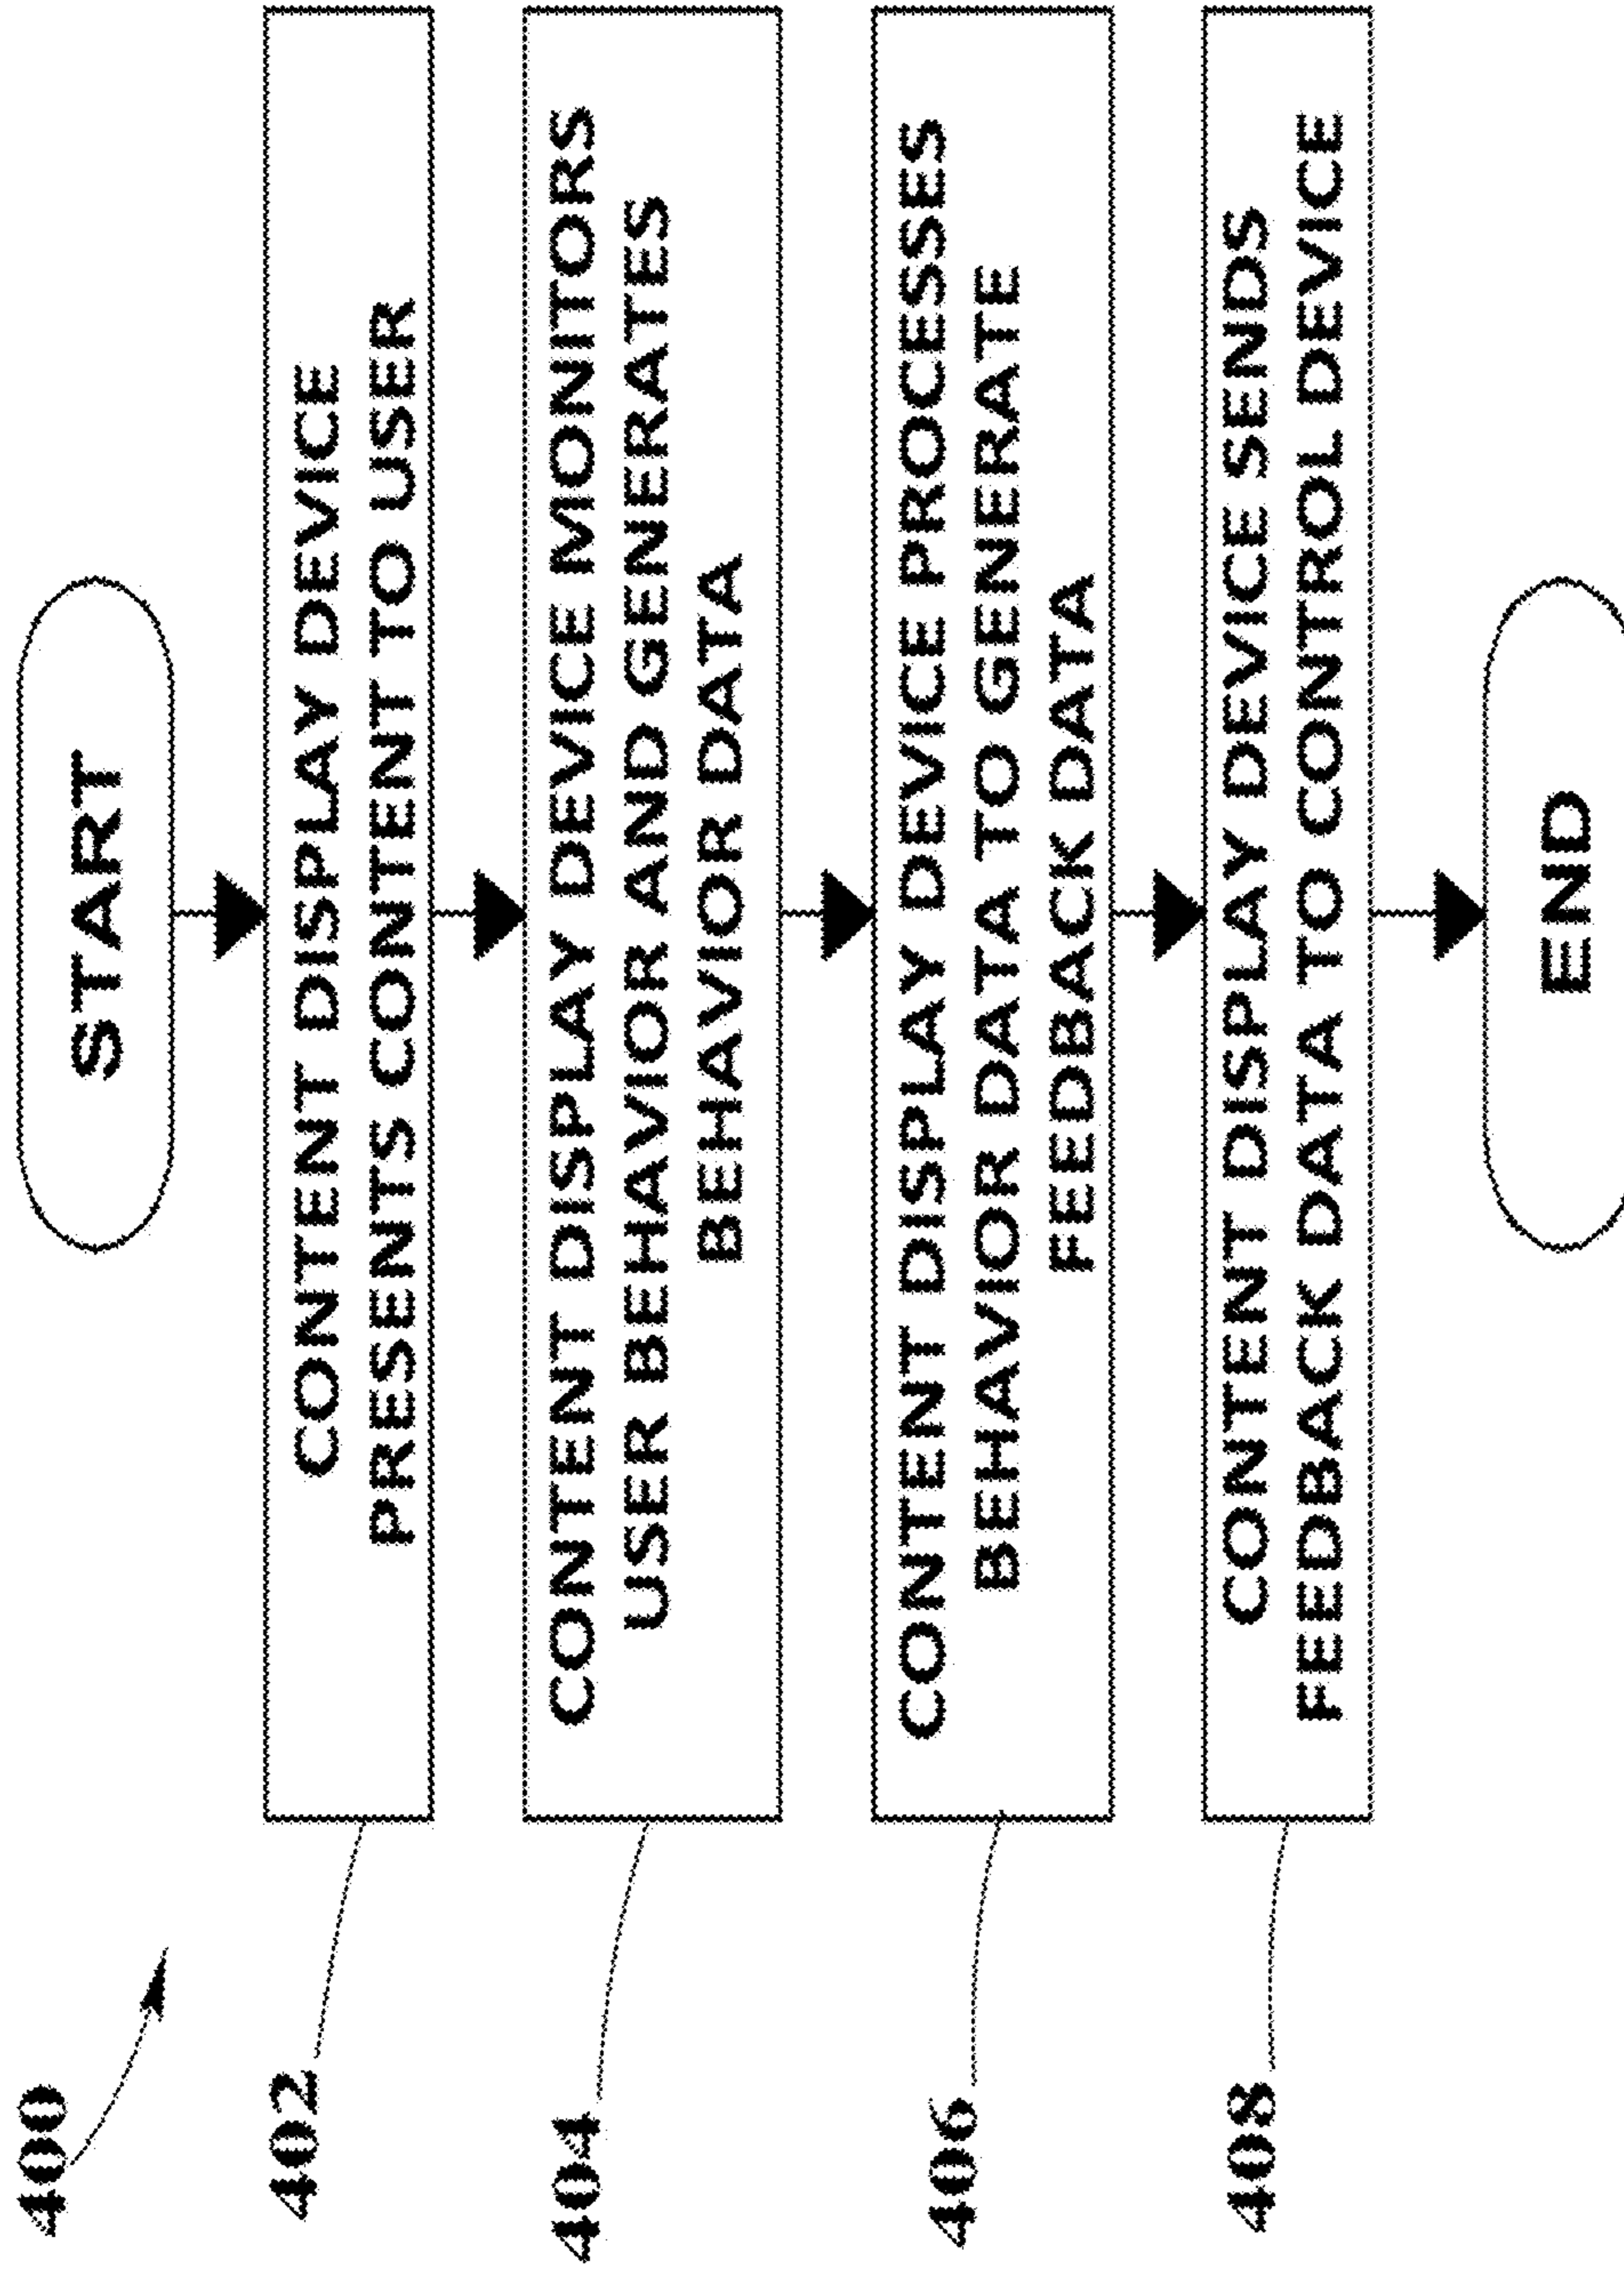 400
START
402
CONTENT DISPLAY DEVICE
PRESENTS CONTENT TO USER
404
CONTENT DISPLAY DEVICE MONITORS
USER BEHAVIOR AND GENERATES
BEHAVIOR DATA
406
CONTENT DISPLAY DEVICE PROCESSES
BEHAVIOR DATA TO GENERATE
FEEDBACK DATA
408
CONTENT DISPLAY DEVICE SENDS
FEEDBACK DATA TO CONTROL DEVICE
END